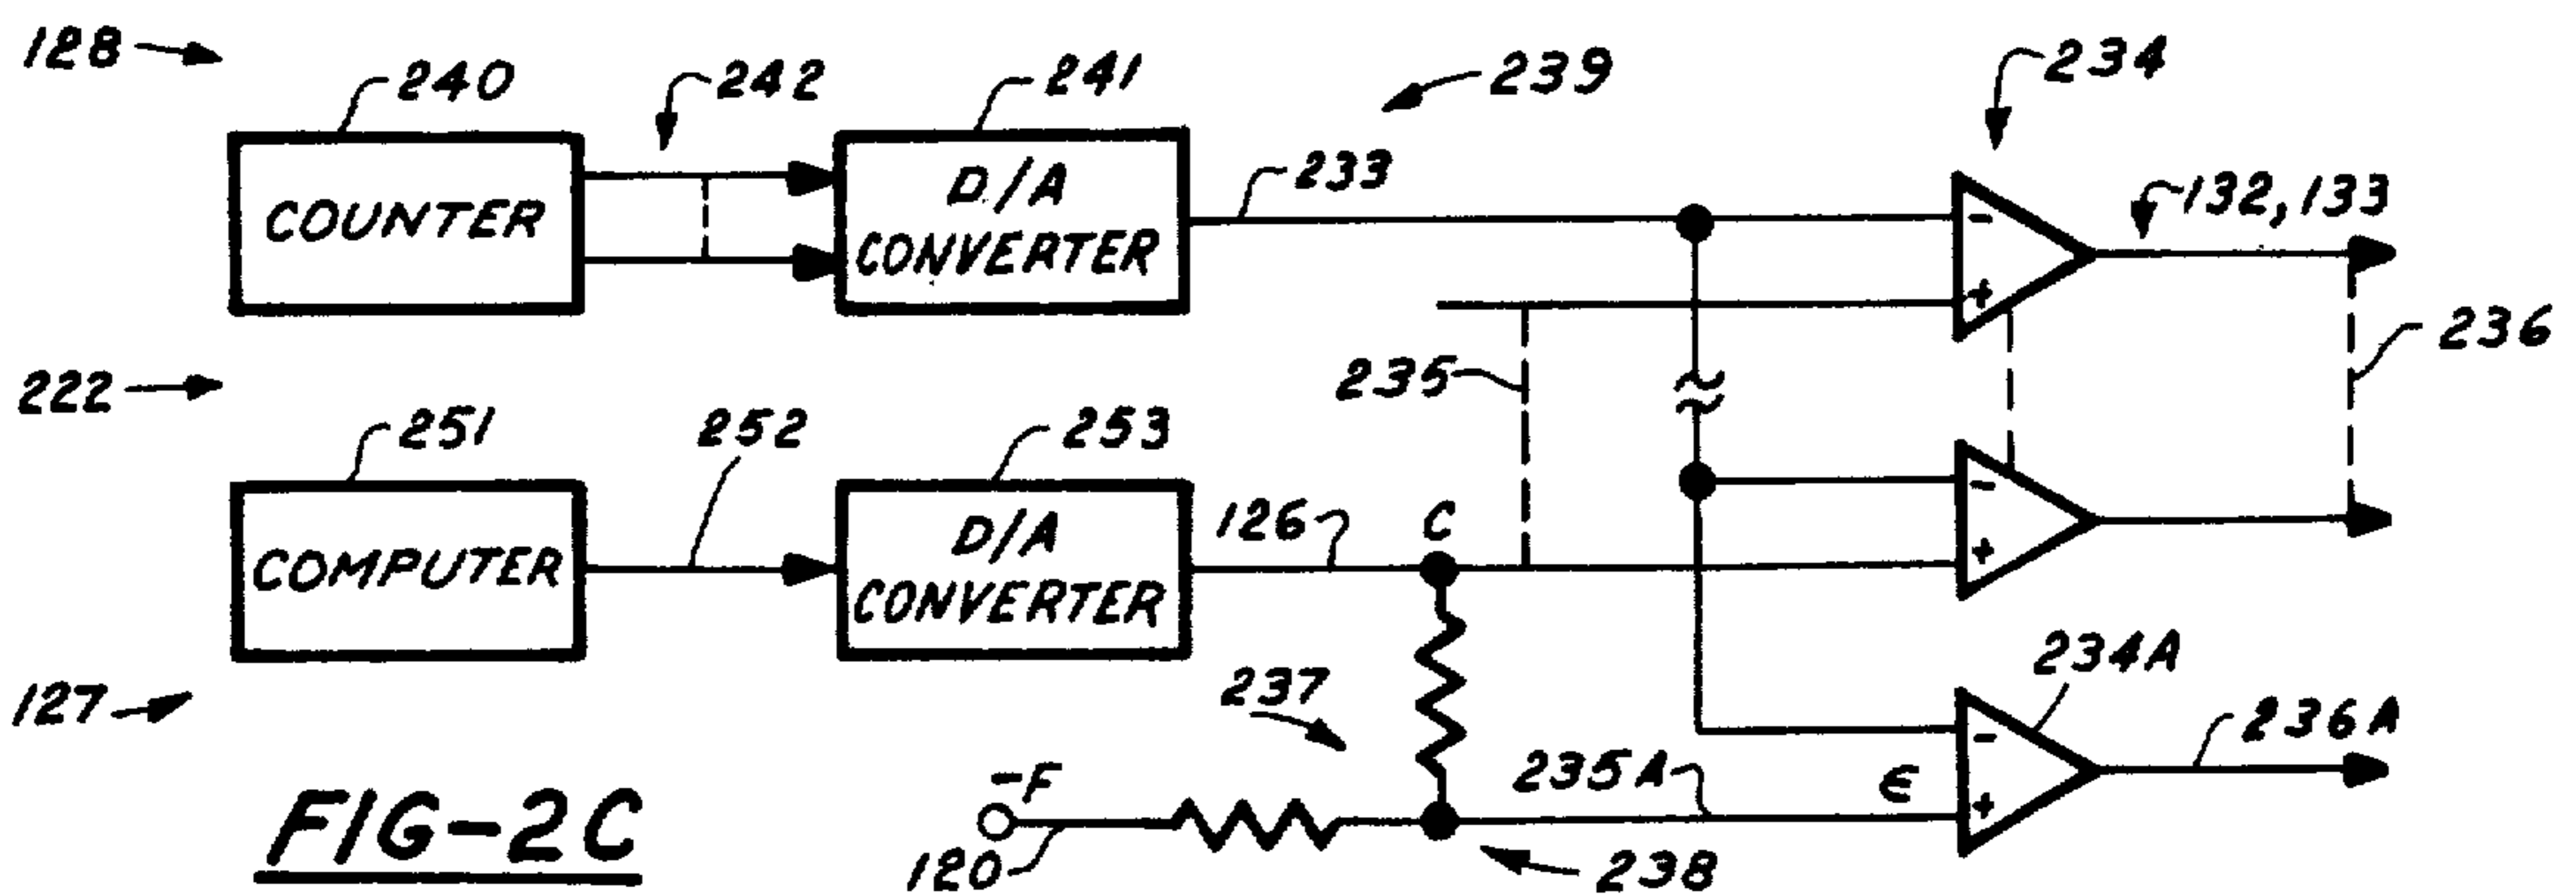 128
240
242
241
239
234
COUNTER
D/A
CONVERTER
233
-
+
132,133
235
236
222
251
252
253
COMPUTER
D/A
CONVERTER
126
C
-
+
127
237
234A
236A
-F
235A
ϵ
-
+
120
238
FIG-2C